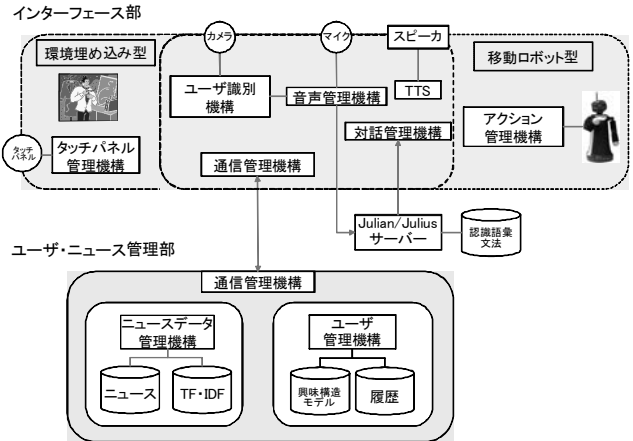 インターフェース部
カメラ
マイク
スピーカ
環境埋め込み型
移動ロボット型
ユーザ識別
機構
音声管理機構
TTS
対話管理機構
アクション
管理機構
タッチ
パネル
タッチパネル
管理機構
通信管理機構
Julian/Julius
サーバー
認識語彙
文法
ユーザ・ニュース管理部
通信管理機構
ニュースデータ
管理機構
ユーザ
管理機構
ニュース
TF・IDF
興味構造
モデル
履歴